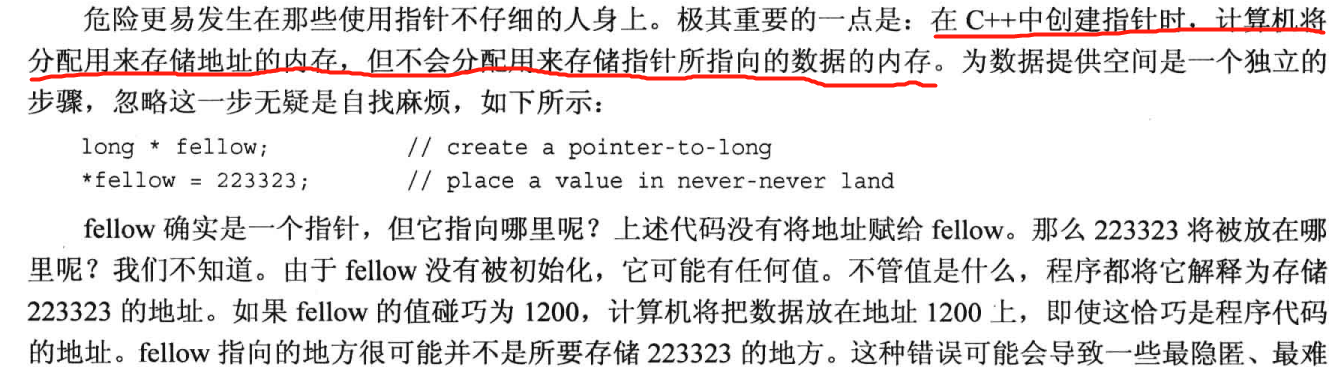 危险更易发生在那些使用指针不仔细的人身上。极其重要的一点是：在 C++中创建指针时，计算机将
分配用来存储地址的内存，但不会分配用来存储指针所指向的数据的内存。为数据提供空间是一个独立的
步骤，忽略这一步无疑是自找麻烦，如下所示：
long * fellow; // create a pointer-to-long
*fellow = 223323; // place a value in never-never land
fellow 确实是一个指针，但它指向哪里呢？上述代码没有将地址赋给 fellow。那么 223323 将被放在哪
里呢？我们不知道。由于 fellow 没有被初始化，它可能有任何值。不管值是什么，程序都将它解释为存储
223323 的地址。如果 fellow 的值碰巧为 1200，计算机将把数据放在地址 1200 上，即使这恰巧是程序代码
的地址。fellow 指向的地方很可能并不是所要存储 223323 的地方。这种错误可能会导致一些最隐匿、最难